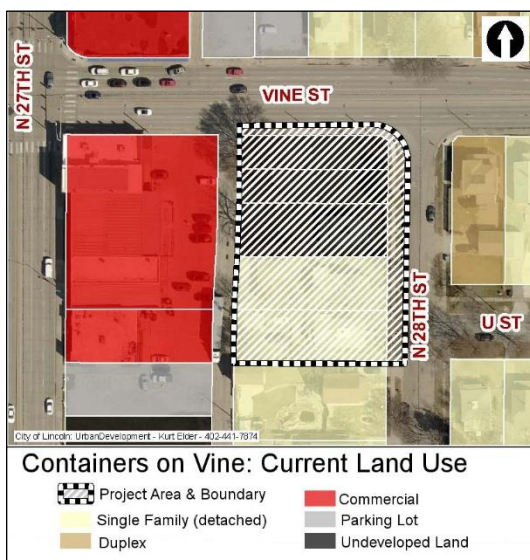 N 27TH ST
VINE ST
N 28TH ST
U ST
City of Lincoln: UrbanDevelopment - Kurt Elder - 402-441-7874
Containers on Vine: Current Land Use
Project Area & Boundary
Commercial
Single Family (detached)
Parking Lot
Duplex
Undeveloped Land